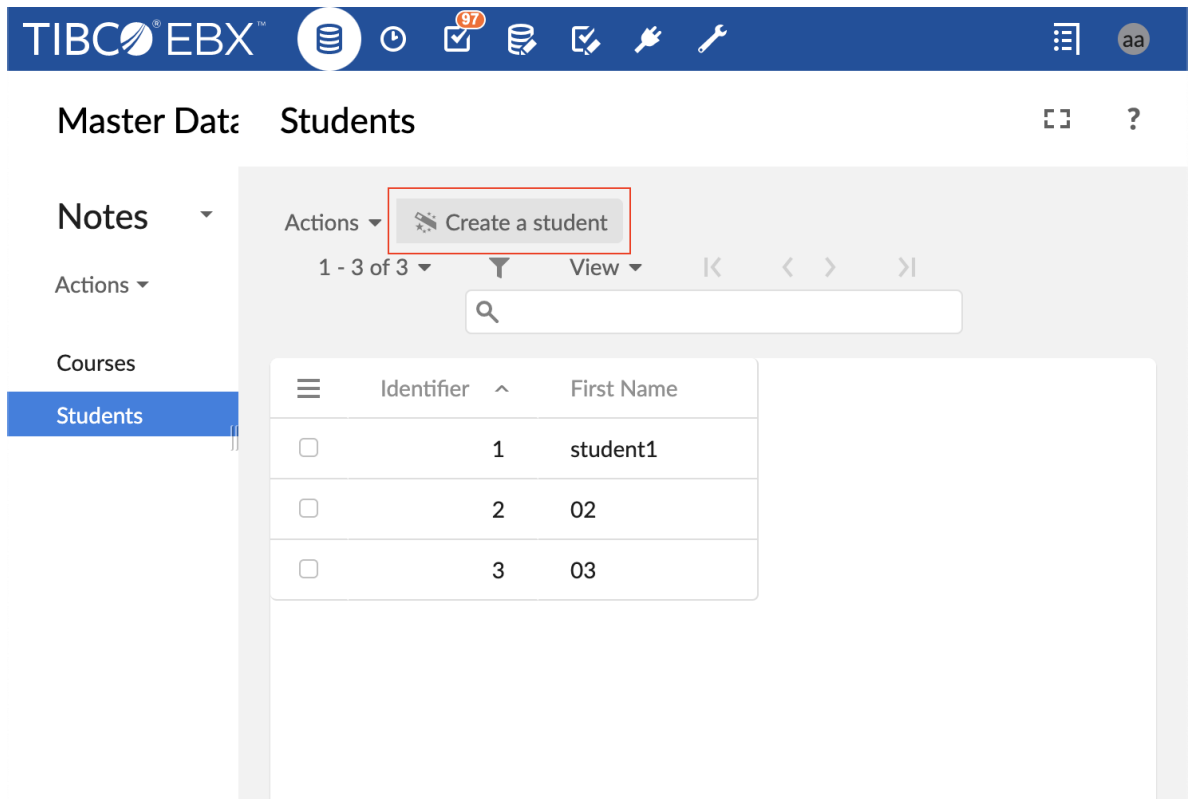 TIBCO® EBX™
97
aa
Master Data
Students
?
Notes
Actions
Courses
Students
Actions
Create a student
1 - 3 of 3
View
Identifier First Name
1 student1
2 02
3 03